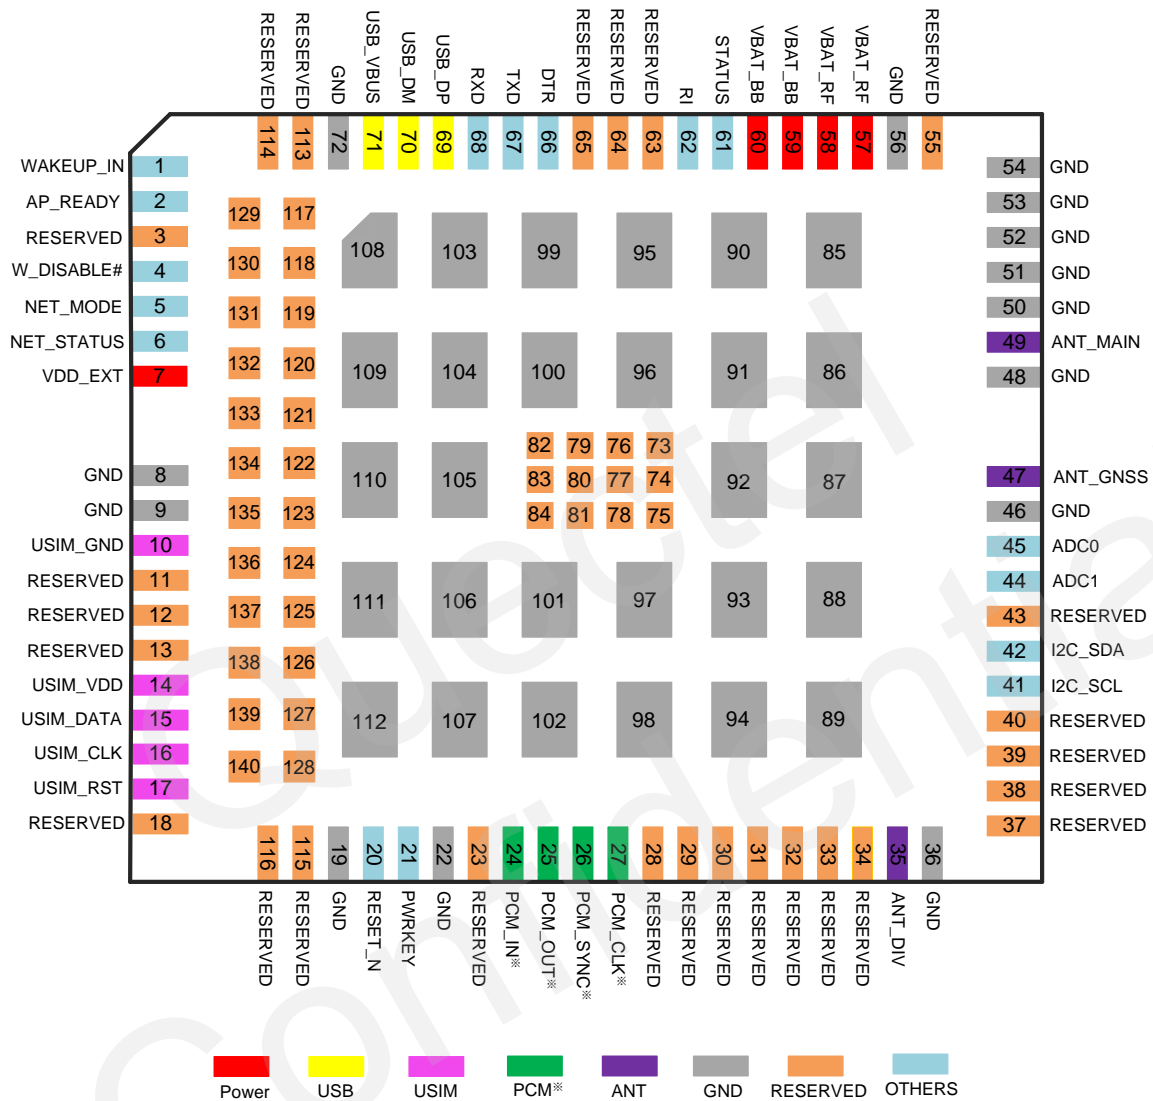 RESERVED
RESERVED
GND
USB_VBUS
USB_DM
USB_DP
RXD
TXD
DTR
RESERVED
RESERVED
RESERVED
RI
STATUS
VBAT_BB
VBAT_BB
VBAT_RF
VBAT_RF
GND
RESERVED
114
113
72
71
70
69
68
67
66
65
64
63
62
61
60
59
58
57
56
55
WAKEUP_IN 1
AP_READY 2
RESERVED 3
W_DISABLE# 4
NET_MODE 5
NET_STATUS 6
VDD_EXT 7
GND 8
GND 9
USIM_GND 10
RESERVED 11
RESERVED 12
RESERVED 13
USIM_VDD 14
USIM_DATA 15
USIM_CLK 16
USIM_RST 17
RESERVED 18
129 117
130 118
131 119
132 120
133 121
134 122
135 123
136 124
137 125
138 126
139 127
140 128
108 103 99 95 90 85
109 104 100 96 91 86
82 79 76 73
83 80 77 74
84 81 78 75
110 105 92 87
111 106 101 97 93 88
112 107 102 98 94 89
54 GND
53 GND
52 GND
51 GND
50 GND
49 ANT_MAIN
48 GND
47 ANT_GNSS
46 GND
45 ADC0
44 ADC1
43 RESERVED
42 I2C_SDA
41 I2C_SCL
40 RESERVED
39 RESERVED
38 RESERVED
37 RESERVED
116
115
19
20
21
22
23
24
25
26
27
28
29
30
31
32
33
34
35
36
RESERVED
RESERVED
GND
RESET_N
PWRKEY
GND
RESERVED
PCM_IN※
PCM_OUT※
PCM_SYNC※
PCM_CLK※
RESERVED
RESERVED
RESERVED
RESERVED
RESERVED
RESERVED
RESERVED
ANT_DIV
GND
Power USB USIM PCM※ ANT GND RESERVED OTHERS
Quectel
Confidentia